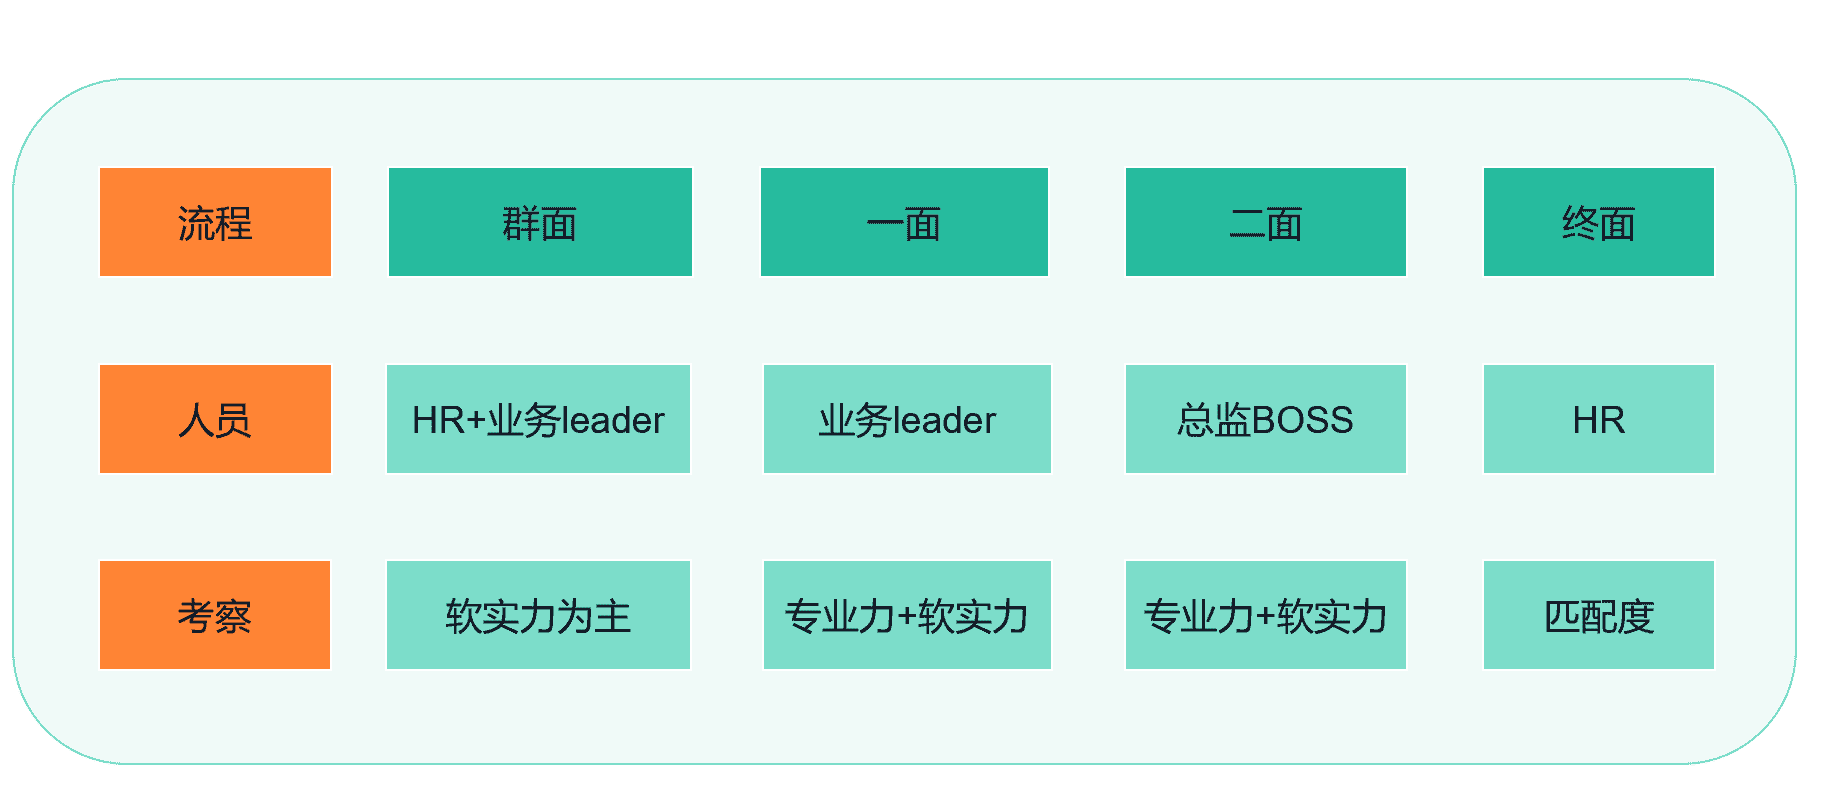 流程 群面 一面 二面 终面
人员 HR+业务leader 业务leader 总监BOSS HR
考察 软实力为主 专业力+软实力 专业力+软实力 匹配度